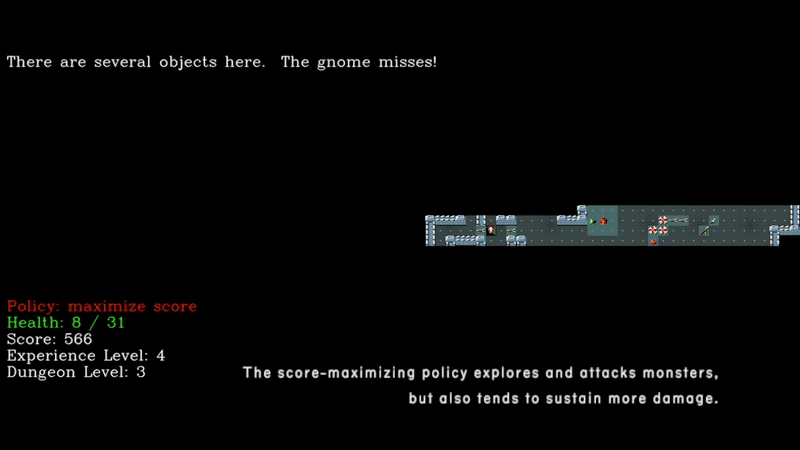 There are several objects here.  The gnome misses!
Policy: maximize score
Health: 8 / 31
Score: 566
Experience Level: 4
Dungeon Level: 3
The score-maximizing policy explores and attacks monsters,
but also tends to sustain more damage.